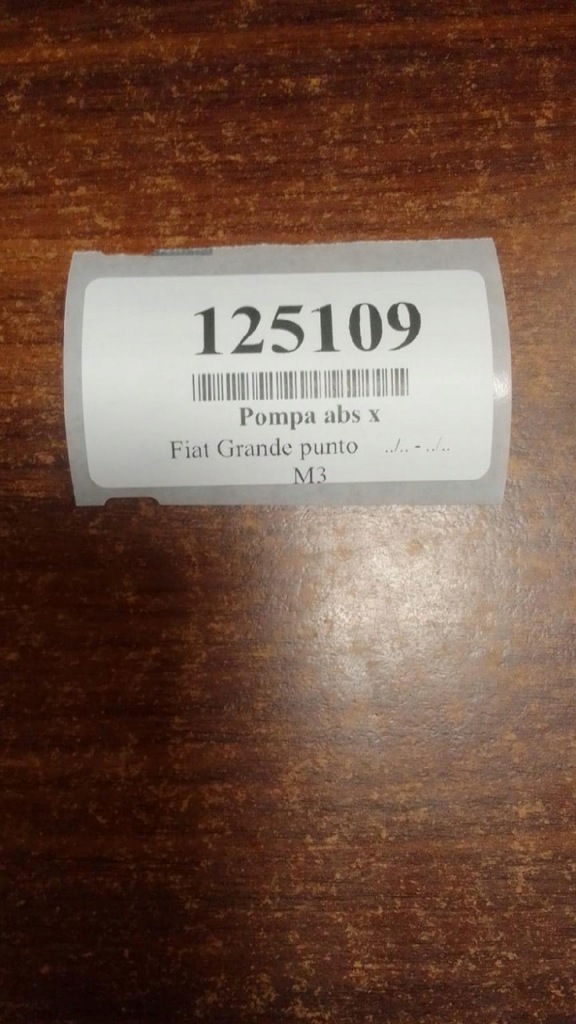 125109
Pompa abs x
Fiat Grande punto ../.. - ../..
M3